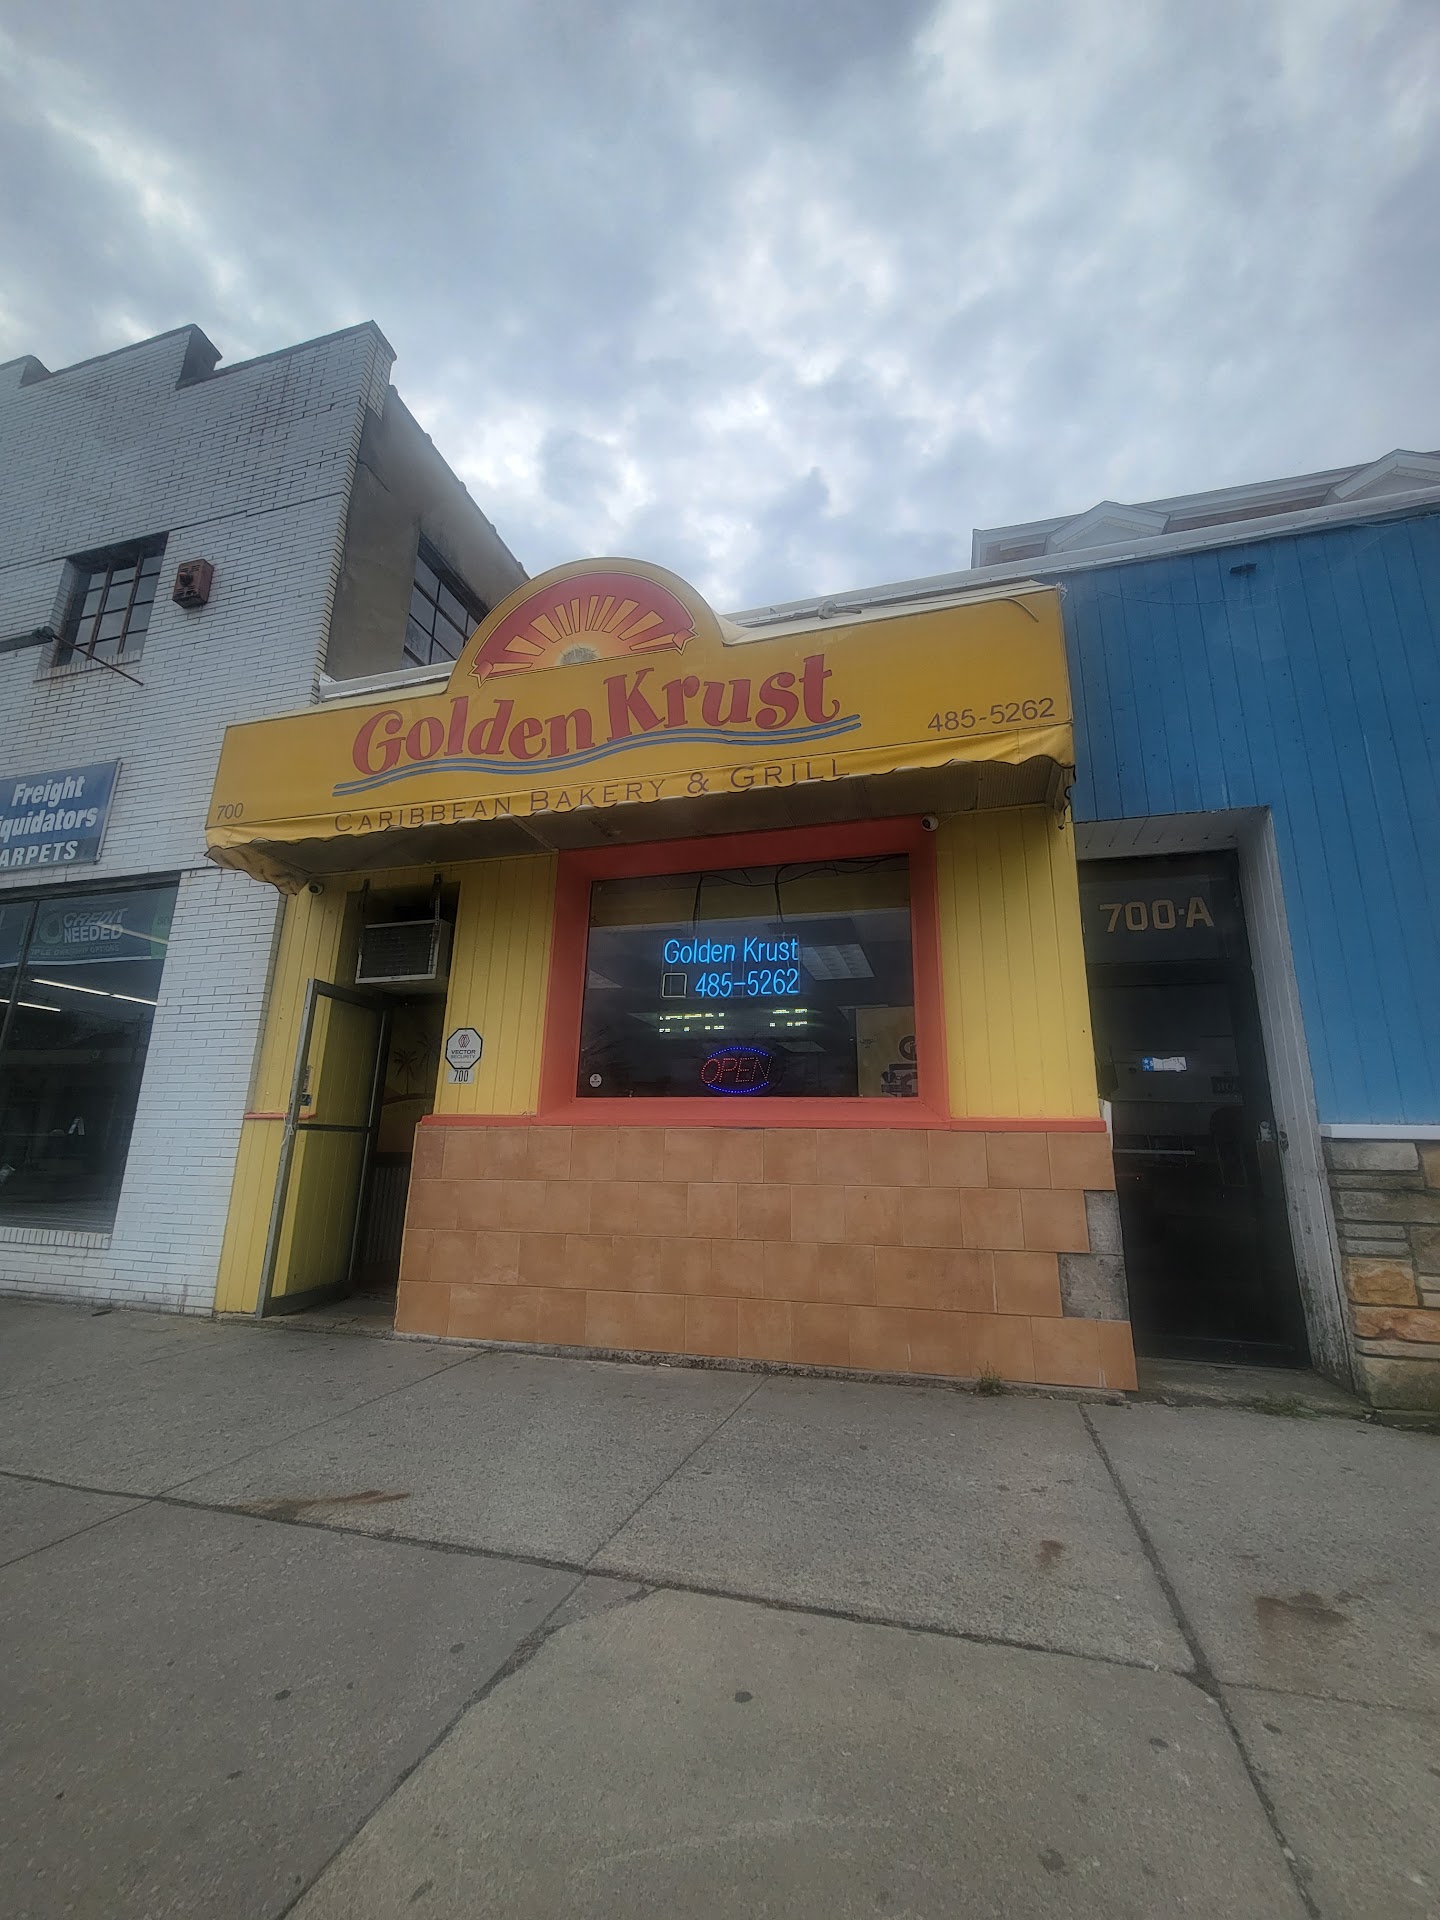 Golden Krust
485-5262
700
CARIBBEAN BAKERY & GRILL
Freight
iquidators
ARPETS
CREDIT
NEEDED
700-A
Golden Krust
485-5262
OPEN
VECTOR
SECURITY
700